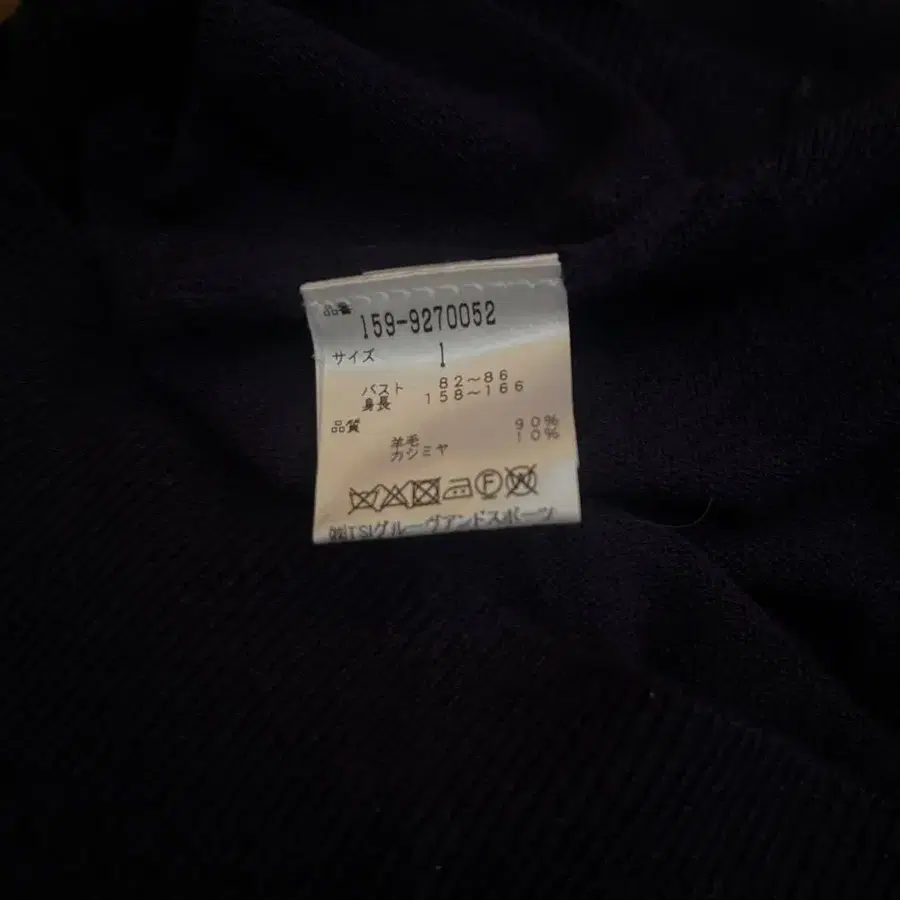 品番 159-9270052
サイズ 1
バスト 82～86
身長 158～166
品質
羊毛 90%
カシミヤ 10%
F W
㈱TSIグルーヴアンドスポーツ